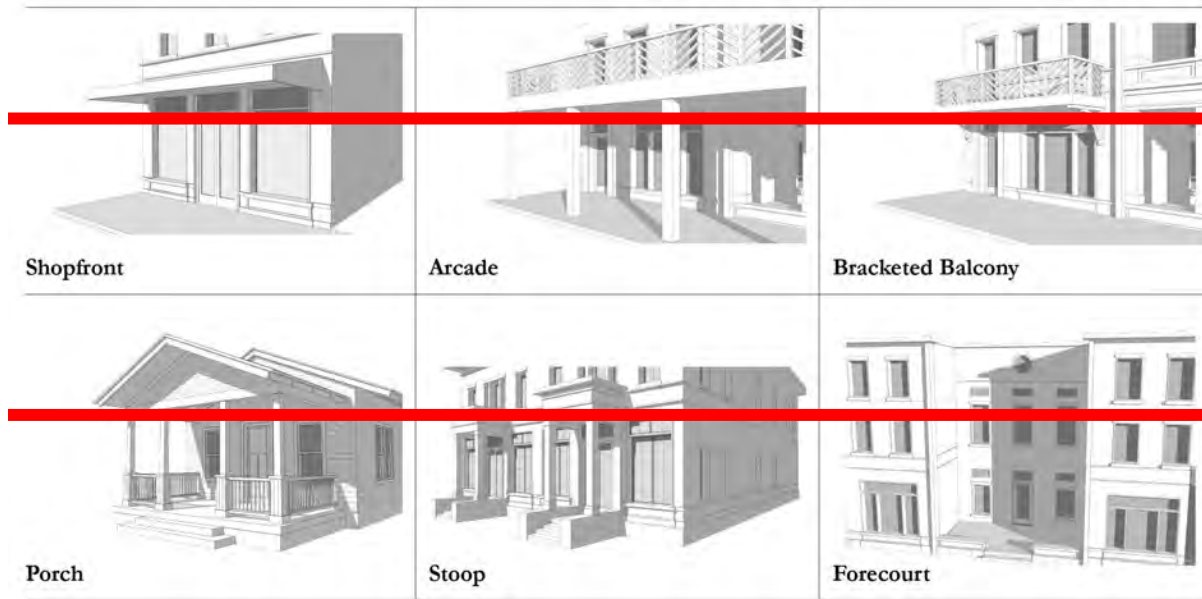 Shopfront
Arcade
Bracketed Balcony
Porch
Stoop
Forecourt